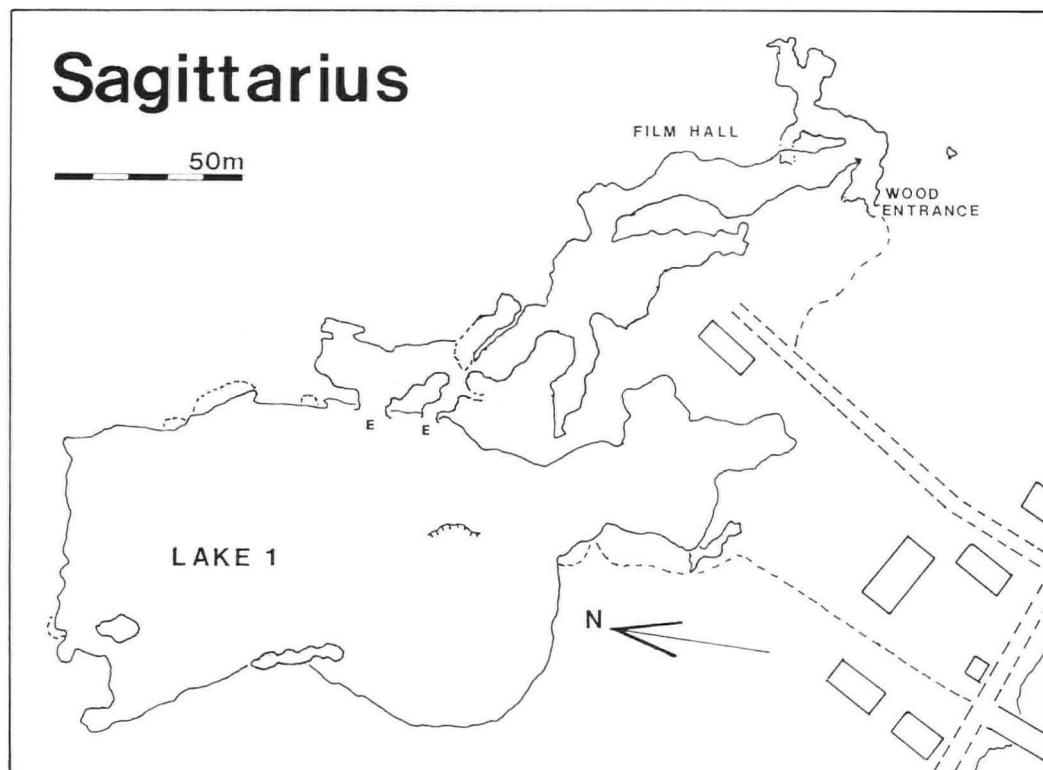 Sagittarius
50m
FILM HALL
WOOD
ENTRANCE
E E
LAKE 1
N